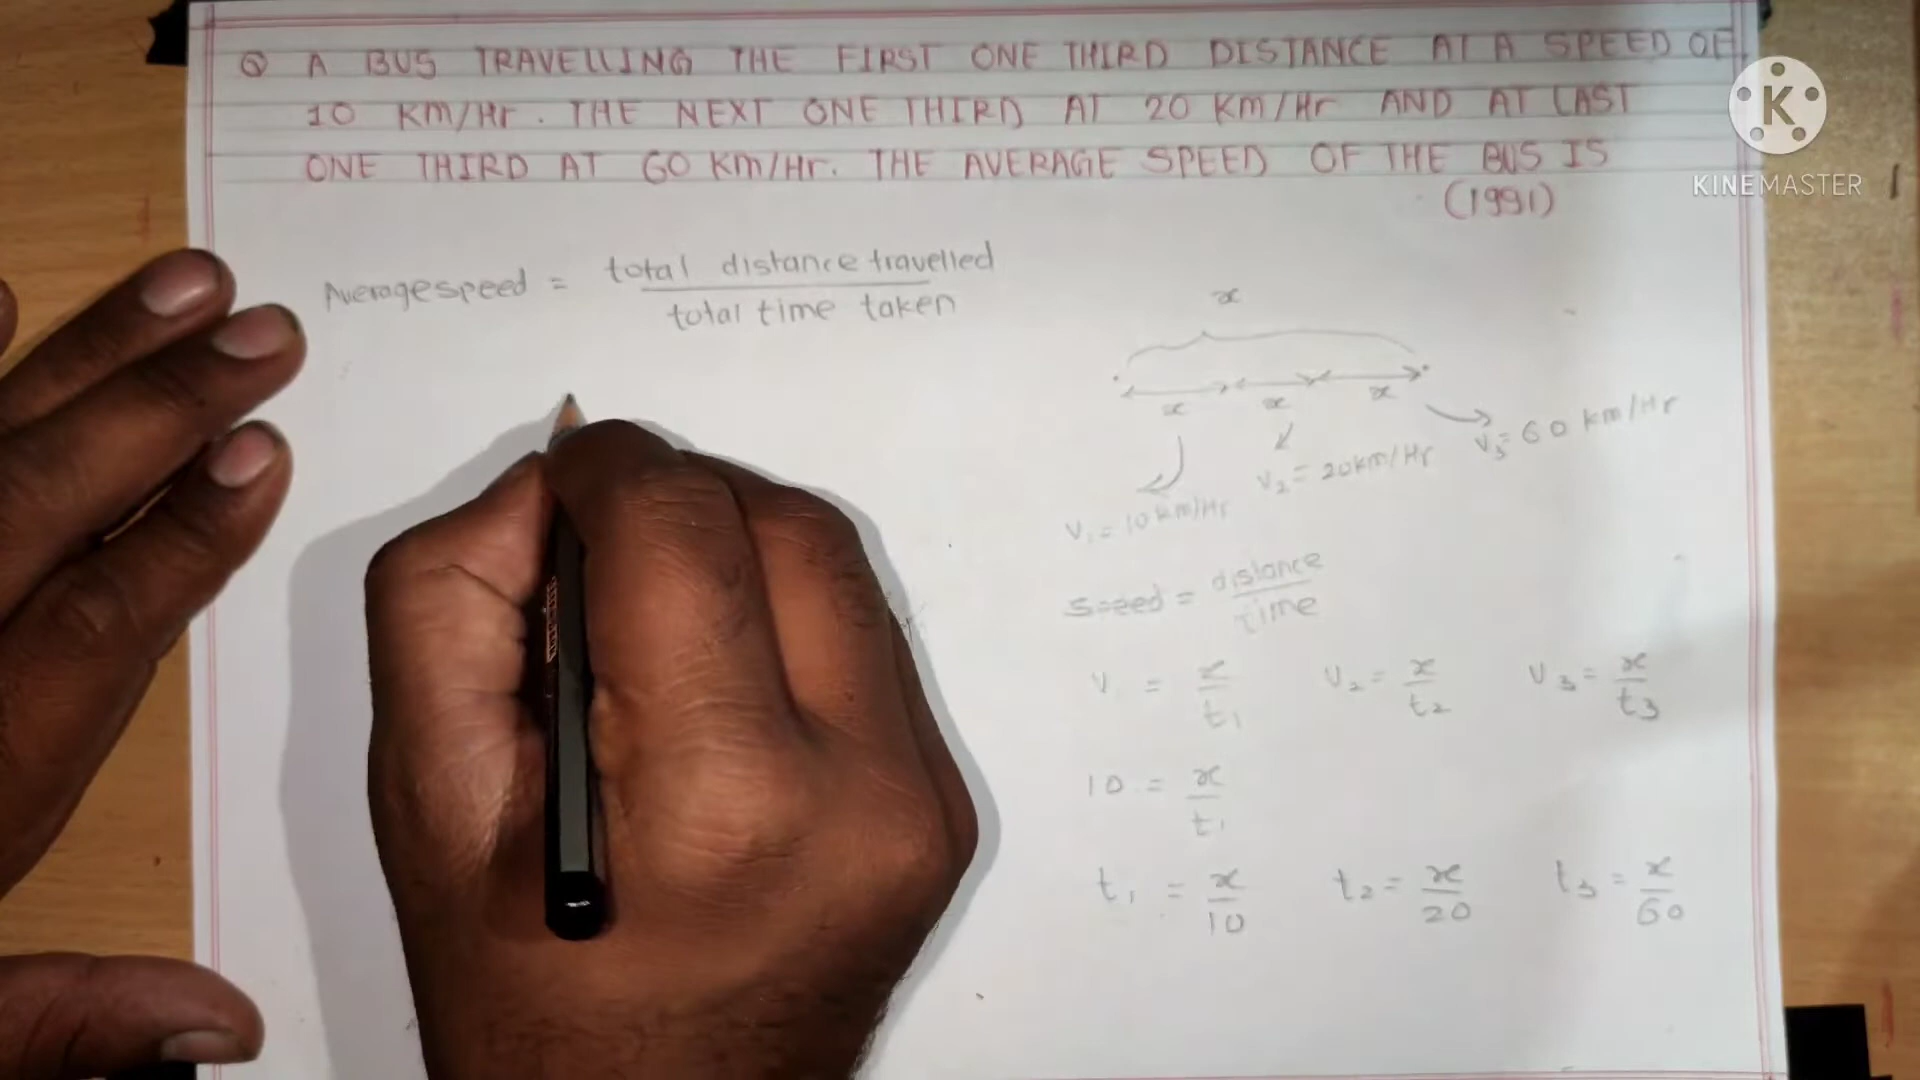 Q A BUS TRAVELLING THE FIRST ONE THIRD DISTANCE AT A SPEED OF
10 KM/Hr. THE NEXT ONE THIRD AT 20 KM/Hr AND AT LAST
ONE THIRD AT 60 KM/Hr. THE AVERAGE SPEED OF THE BUS IS
(1991)
K
KINEMASTER
Average speed = total distance travelled
total time taken
x
x x x
V1 = 10 km/Hr V2 = 20km/Hr V3 = 60 km/Hr
speed = distance
Time
V = x/t1 V2 = x/t2 V3 = x/t3
10 = x/t1
t1 = x/10 t2 = x/20 t3 = x/60